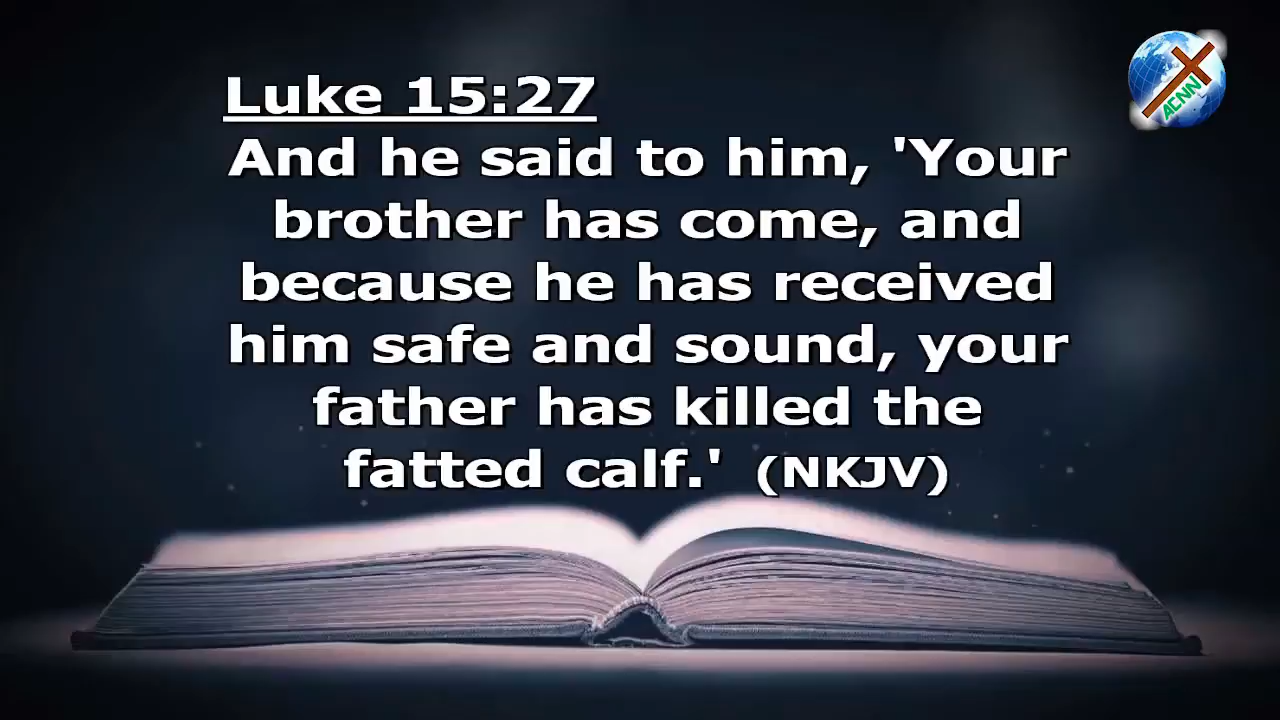 ACNN
Luke 15:27
And he said to him, 'Your
brother has come, and
because he has received
him safe and sound, your
father has killed the
fatted calf.' (NKJV)